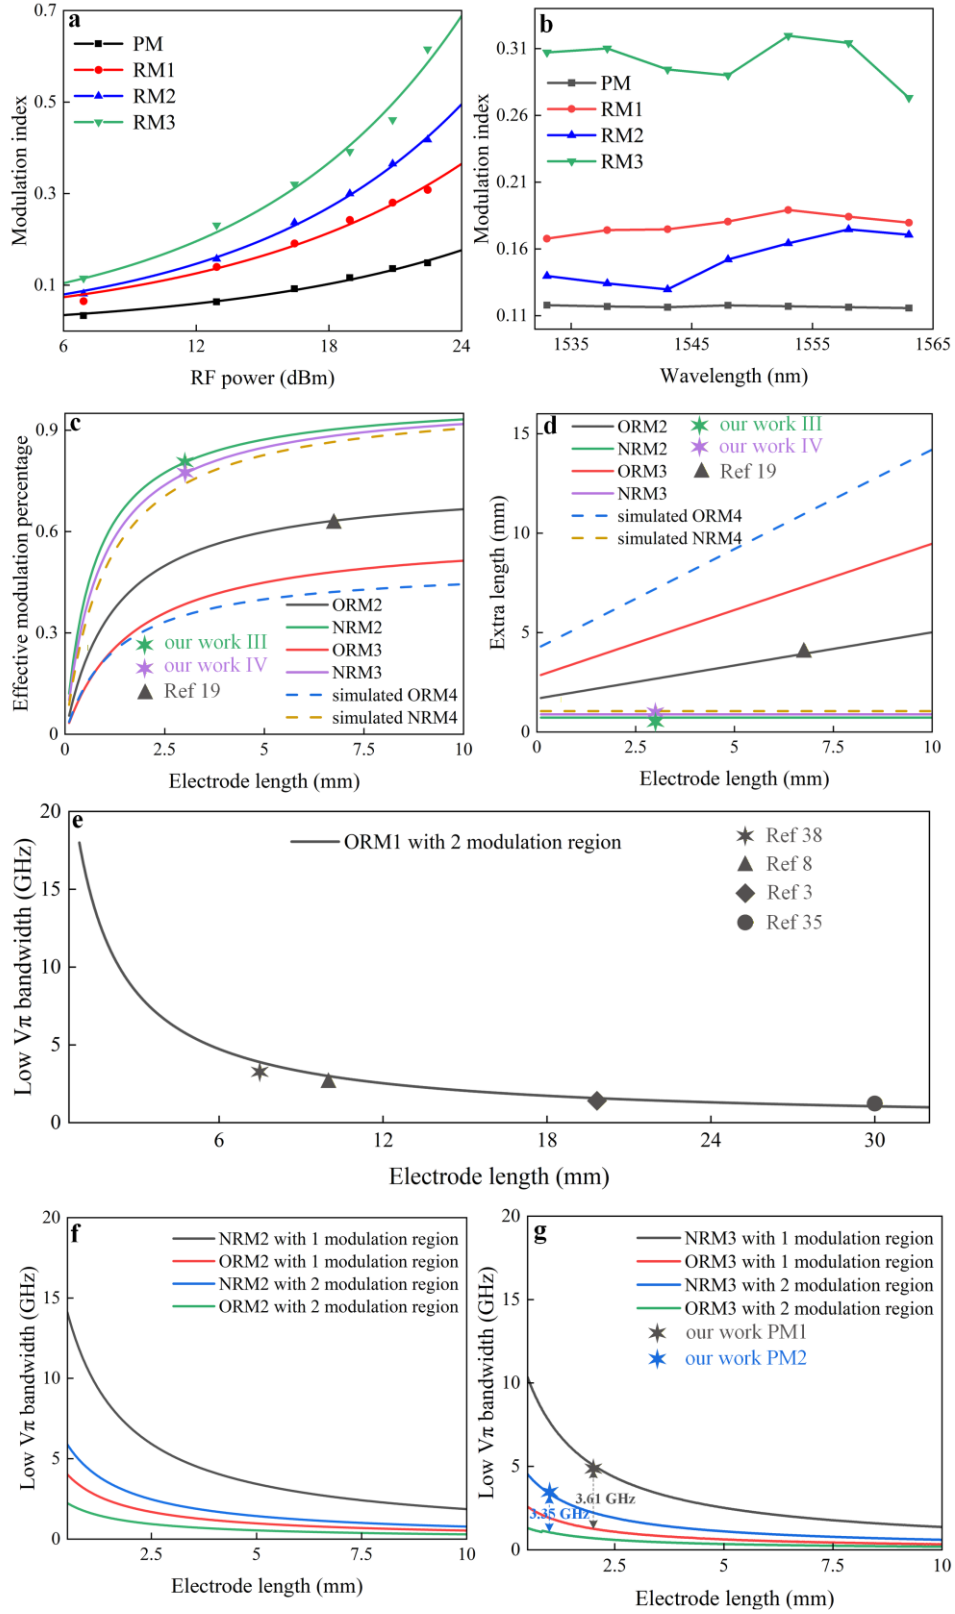 a
0.7
0.5
0.3
0.1
Modulation index
PM
RM1
RM2
RM3
6
12
18
24
RF power (dBm)
b
0.31
0.26
0.21
0.16
0.11
Modulation index
PM
RM1
RM2
RM3
1535
1545
1555
1565
Wavelength (nm)
c
0.9
0.6
0.3
0
Effective modulation percentage
our work III
our work IV
Ref 19
ORM2
NRM2
ORM3
NRM3
simulated ORM4
simulated NRM4
0
2.5
5
7.5
10
Electrode length (mm)
d
15
10
5
0
Extra length (mm)
ORM2
NRM2
ORM3
NRM3
simulated ORM4
simulated NRM4
our work III
our work IV
Ref 19
0
2.5
5
7.5
10
Electrode length (mm)
e
20
15
10
5
0
Low Vπ bandwidth (GHz)
ORM1 with 2 modulation region
Ref 38
Ref 8
Ref 3
Ref 35
6
12
18
24
30
Electrode length (mm)
f
20
15
10
5
0
Low Vπ bandwidth (GHz)
NRM2 with 1 modulation region
ORM2 with 1 modulation region
NRM2 with 2 modulation region
ORM2 with 2 modulation region
2.5
5
7.5
10
Electrode length (mm)
g
20
15
10
5
0
Low Vπ bandwidth (GHz)
NRM3 with 1 modulation region
ORM3 with 1 modulation region
NRM3 with 2 modulation region
ORM3 with 2 modulation region
our work PM1
our work PM2
3.61 GHz
3.35 GHz
2.5
5
7.5
10
Electrode length (mm)